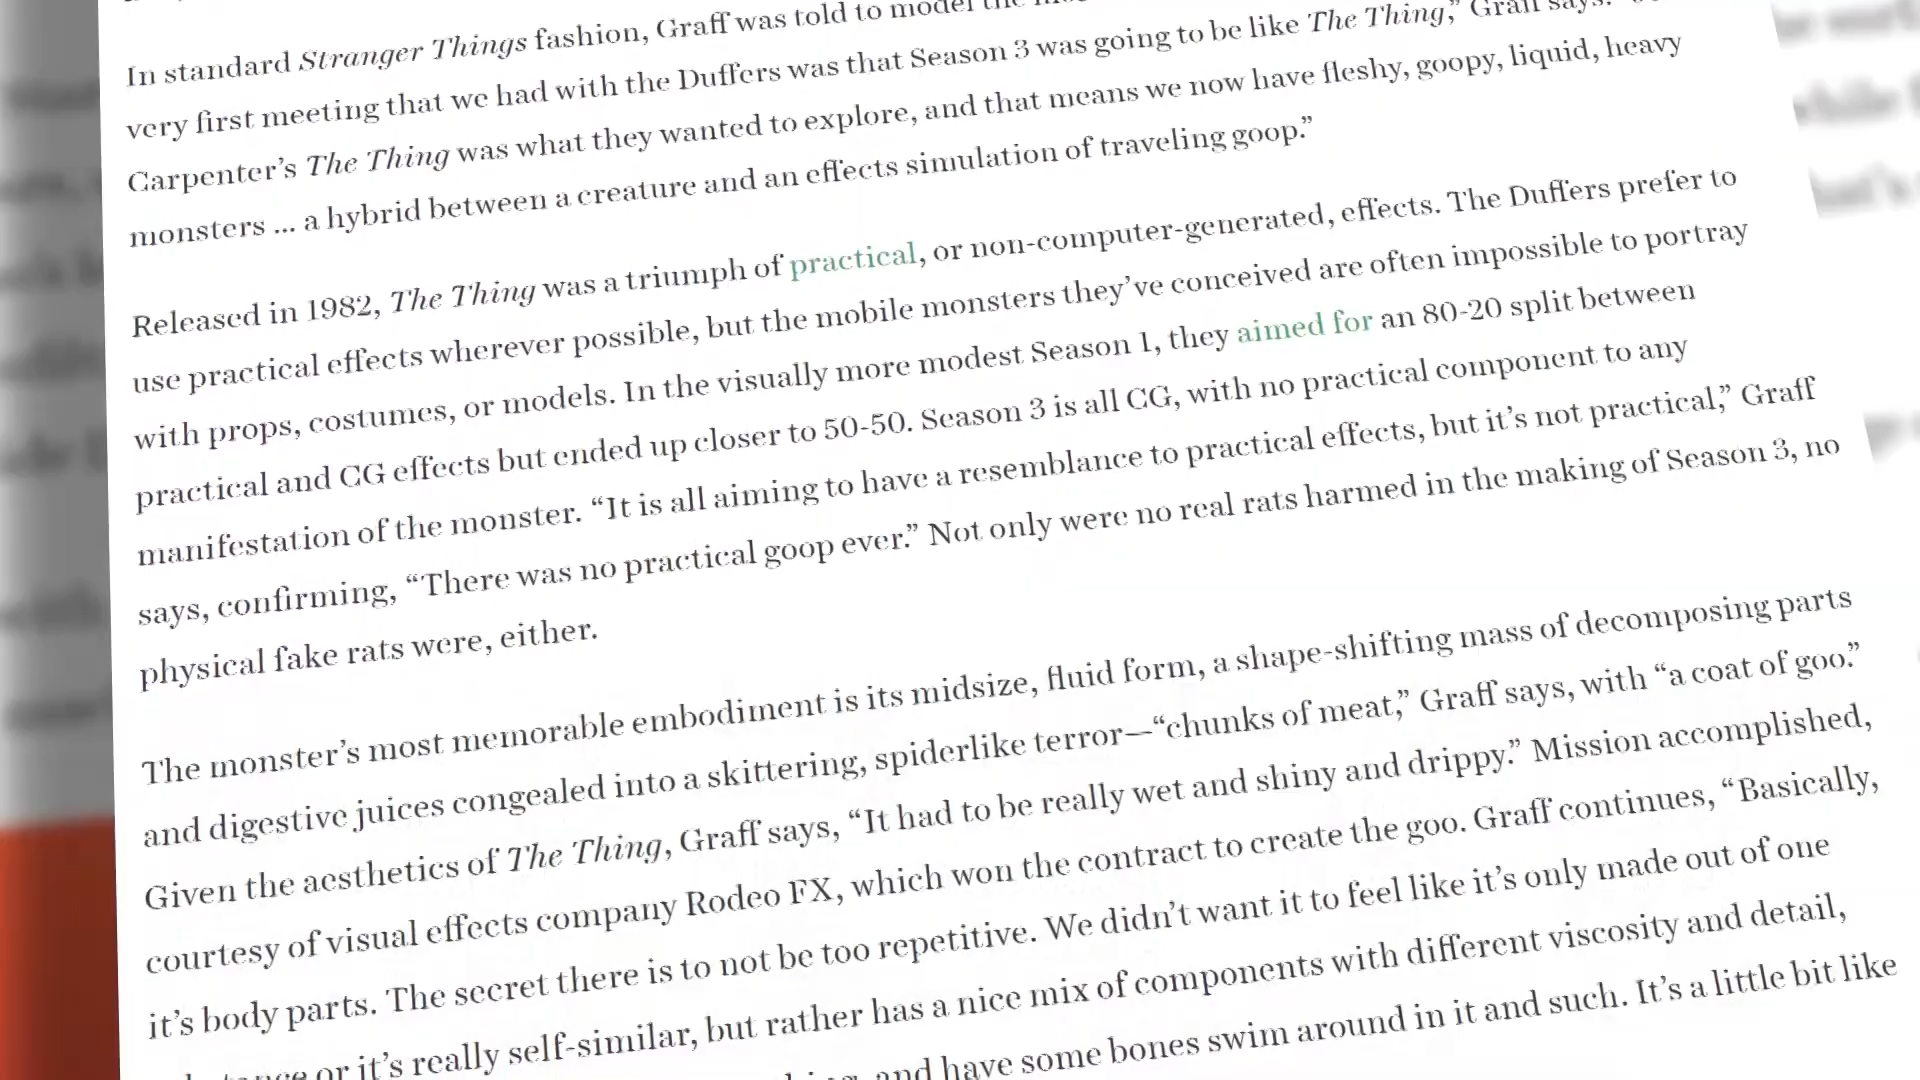 In standard Stranger Things fashion, Graff was told to model the
very first meeting that we had with the Duffers was that Season 3 was going to be like The Thing,” Graff says.
Carpenter’s The Thing was what they wanted to explore, and that means we now have fleshy, goopy, liquid, heavy
monsters ... a hybrid between a creature and an effects simulation of traveling goop.”
Released in 1982, The Thing was a triumph of practical, or non-computer-generated, effects. The Duffers prefer to
use practical effects wherever possible, but the mobile monsters they’ve conceived are often impossible to portray
with props, costumes, or models. In the visually more modest Season 1, they aimed for an 80-20 split between
practical and CG effects but ended up closer to 50-50. Season 3 is all CG, with no practical component to any
manifestation of the monster. “It is all aiming to have a resemblance to practical effects, but it’s not practical,” Graff
says, confirming, “There was no practical goop ever.” Not only were no real rats harmed in the making of Season 3, no
physical fake rats were, either.
The monster’s most memorable embodiment is its midsize, fluid form, a shape-shifting mass of decomposing parts
and digestive juices congealed into a skittering, spiderlike terror—“chunks of meat,” Graff says, with “a coat of goo.”
Given the aesthetics of The Thing, Graff says, “It had to be really wet and shiny and drippy.” Mission accomplished,
courtesy of visual effects company Rodeo FX, which won the contract to create the goo. Graff continues, “Basically,
it’s body parts. The secret there is to not be too repetitive. We didn’t want it to feel like it’s only made out of one
or it’s really self-similar, but rather has a nice mix of components with different viscosity and detail,
and have some bones swim around in it and such. It’s a little bit like